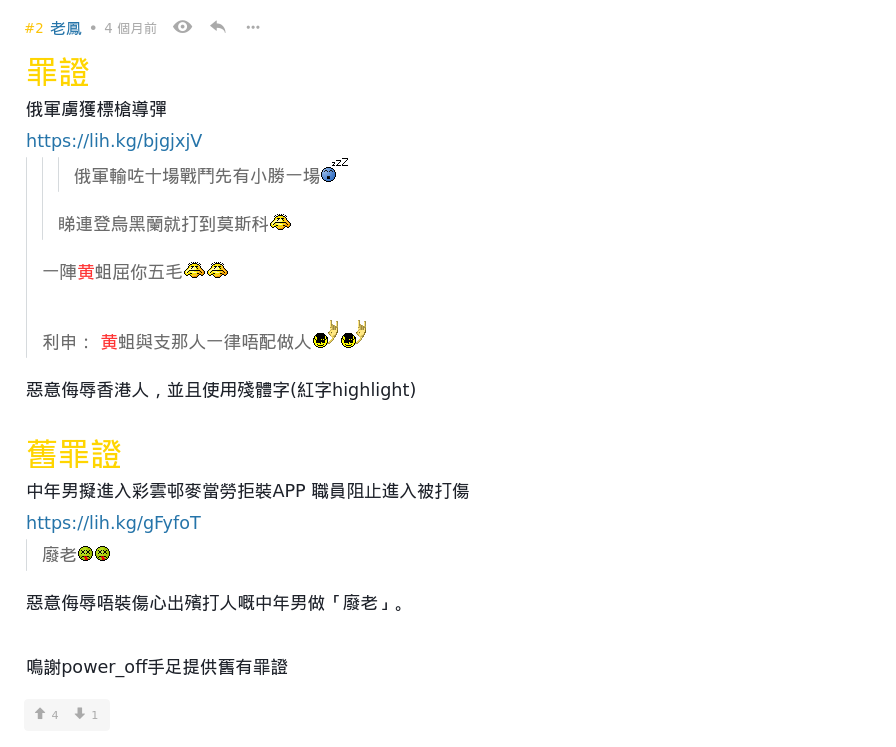 #2 老鳳 • 4 個月前
罪證
俄軍虜獲標槍導彈
https://lih.kg/bjgjxjV
俄軍輸咗十場戰鬥先有小勝一場
睇連登烏黑蘭就打到莫斯科
一陣黄蛆屈你五毛
利申： 黄蛆與支那人一律唔配做人
惡意侮辱香港人，並且使用殘體字(紅字highlight)
舊罪證
中年男擬進入彩雲邨麥當勞拒裝APP 職員阻止進入被打傷
https://lih.kg/gFyfoT
廢老
惡意侮辱唔裝傷心出殯打人嘅中年男做「廢老」。
鳴謝power_off手足提供舊有罪證
4 1